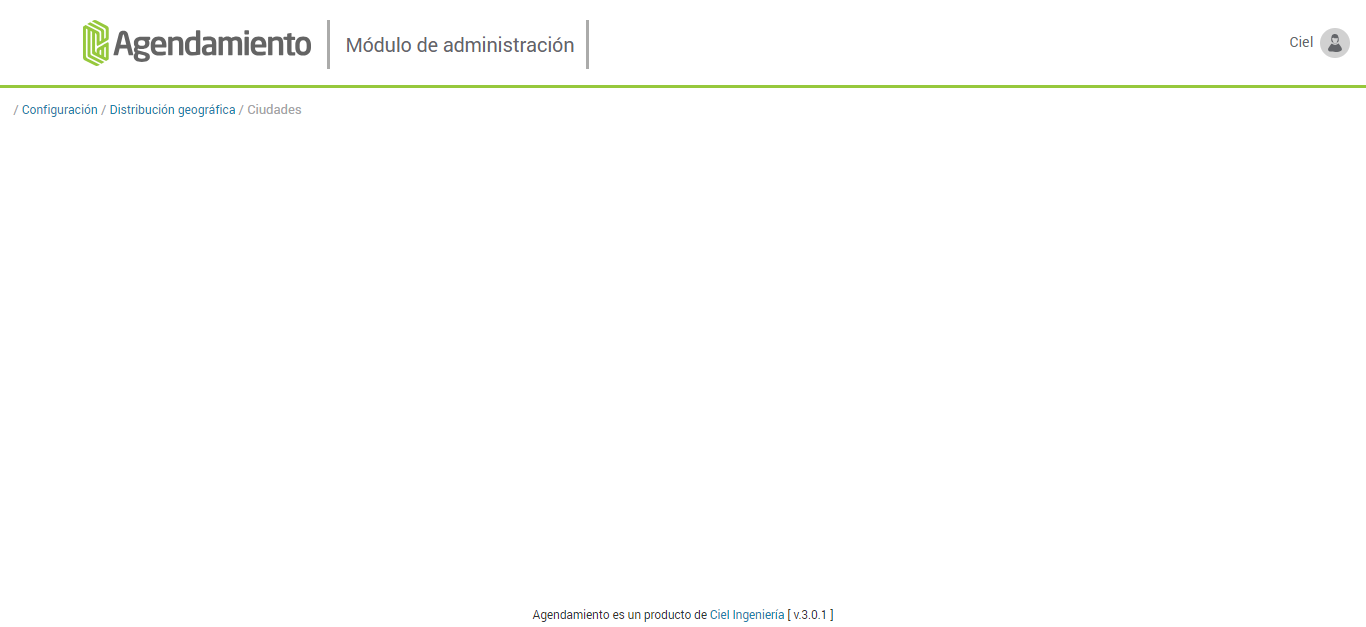 Agendamiento
Módulo de administración
Ciel
/ Configuración / Distribución geográfica / Ciudades
Agendamiento es un producto de Ciel Ingeniería [ v.3.0.1 ]